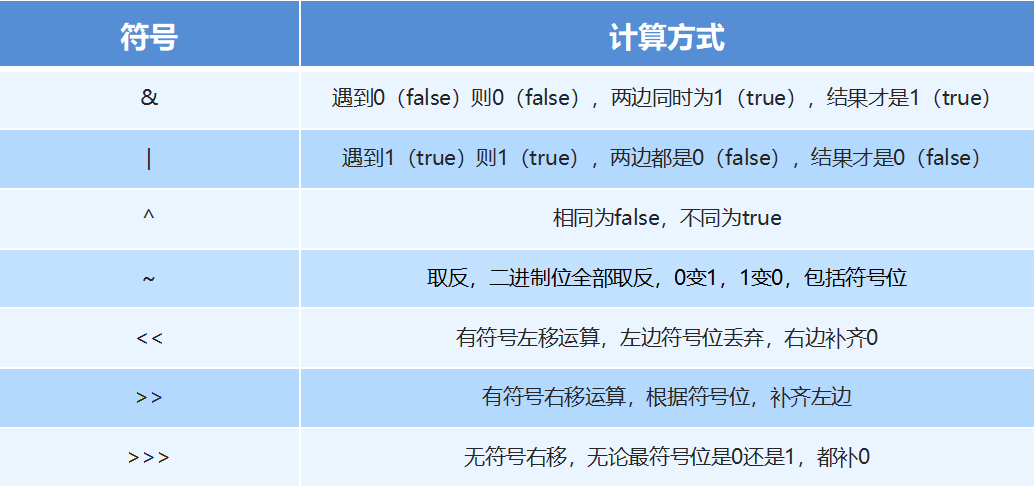 符号 计算方式
& 遇到0（false）则0（false），两边同时为1（true），结果才是1（true）
| 遇到1（true）则1（true），两边都是0（false），结果才是0（false）
^ 相同为false，不同为true
~ 取反，二进制位全部取反，0变1，1变0，包括符号位
<< 有符号左移运算，左边符号位丢弃，右边补齐0
>> 有符号右移运算，根据符号位，补齐左边
>>> 无符号右移，无论最符号位是0还是1，都补0